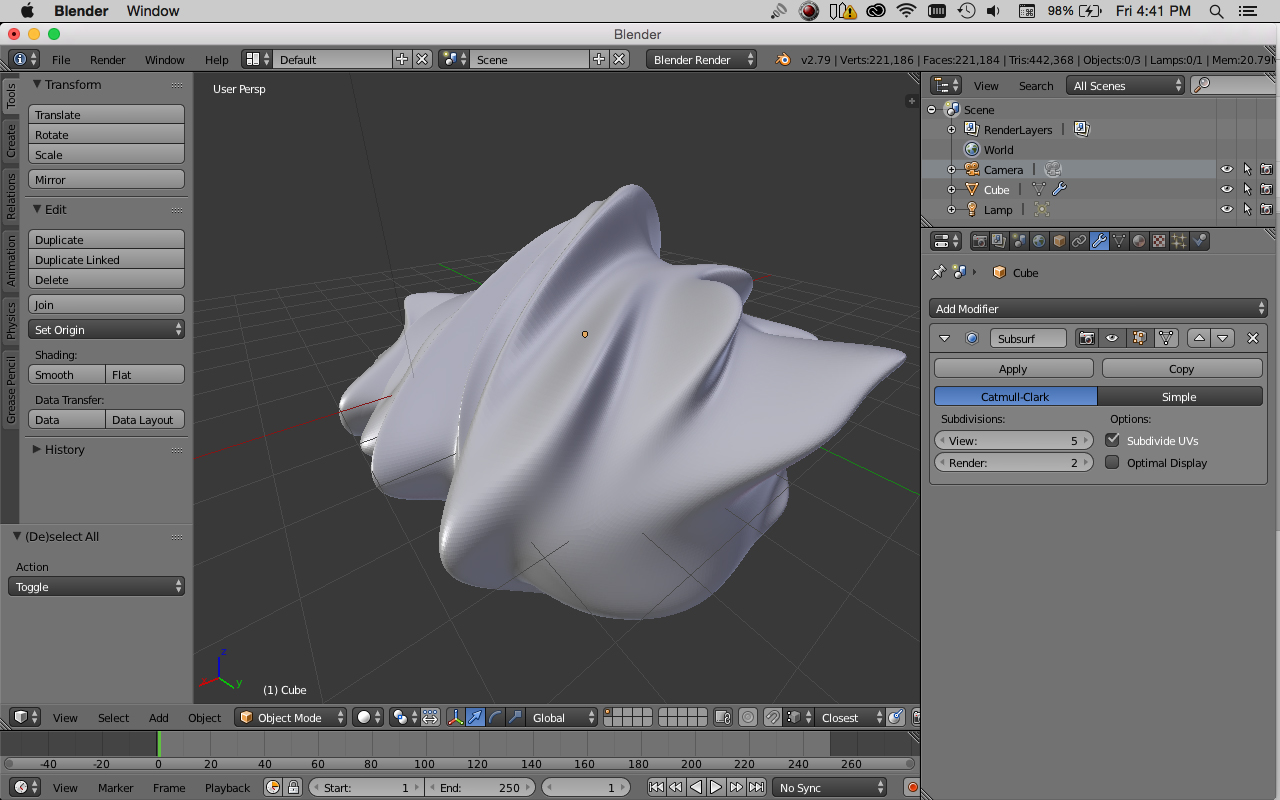 Blender Window 98% Fri 4:41 PM
Blender
File Render Window Help Default Scene Blender Render v2.79 | Verts:221,186 | Faces:221,184 | Tris:442,368 | Objects:0/3 | Lamps:0/1 | Mem:20.79
Tools
Create
Relations
Animation
Physics
Grease Pencil
Transform
Translate
Rotate
Scale
Mirror
Edit
Duplicate
Duplicate Linked
Delete
Join
Set Origin
Shading:
Smooth Flat
Data Transfer:
Data Data Layout
History
(De)select All
Action
Toggle
User Persp
z
x
y
(1) Cube
View Select Add Object Object Mode Global Closest
-40 -20 0 20 40 60 80 100 120 140 160 180 200 220 240 260
View Marker Frame Playback Start: 1 End: 250 1 No Sync
View Search All Scenes
Scene
RenderLayers |
World
Camera |
Cube |
Lamp |
Cube
Add Modifier
Subsurf
Apply Copy
Catmull-Clark Simple
Subdivisions: Options:
View: 5 Subdivide UVs
Render: 2 Optimal Display